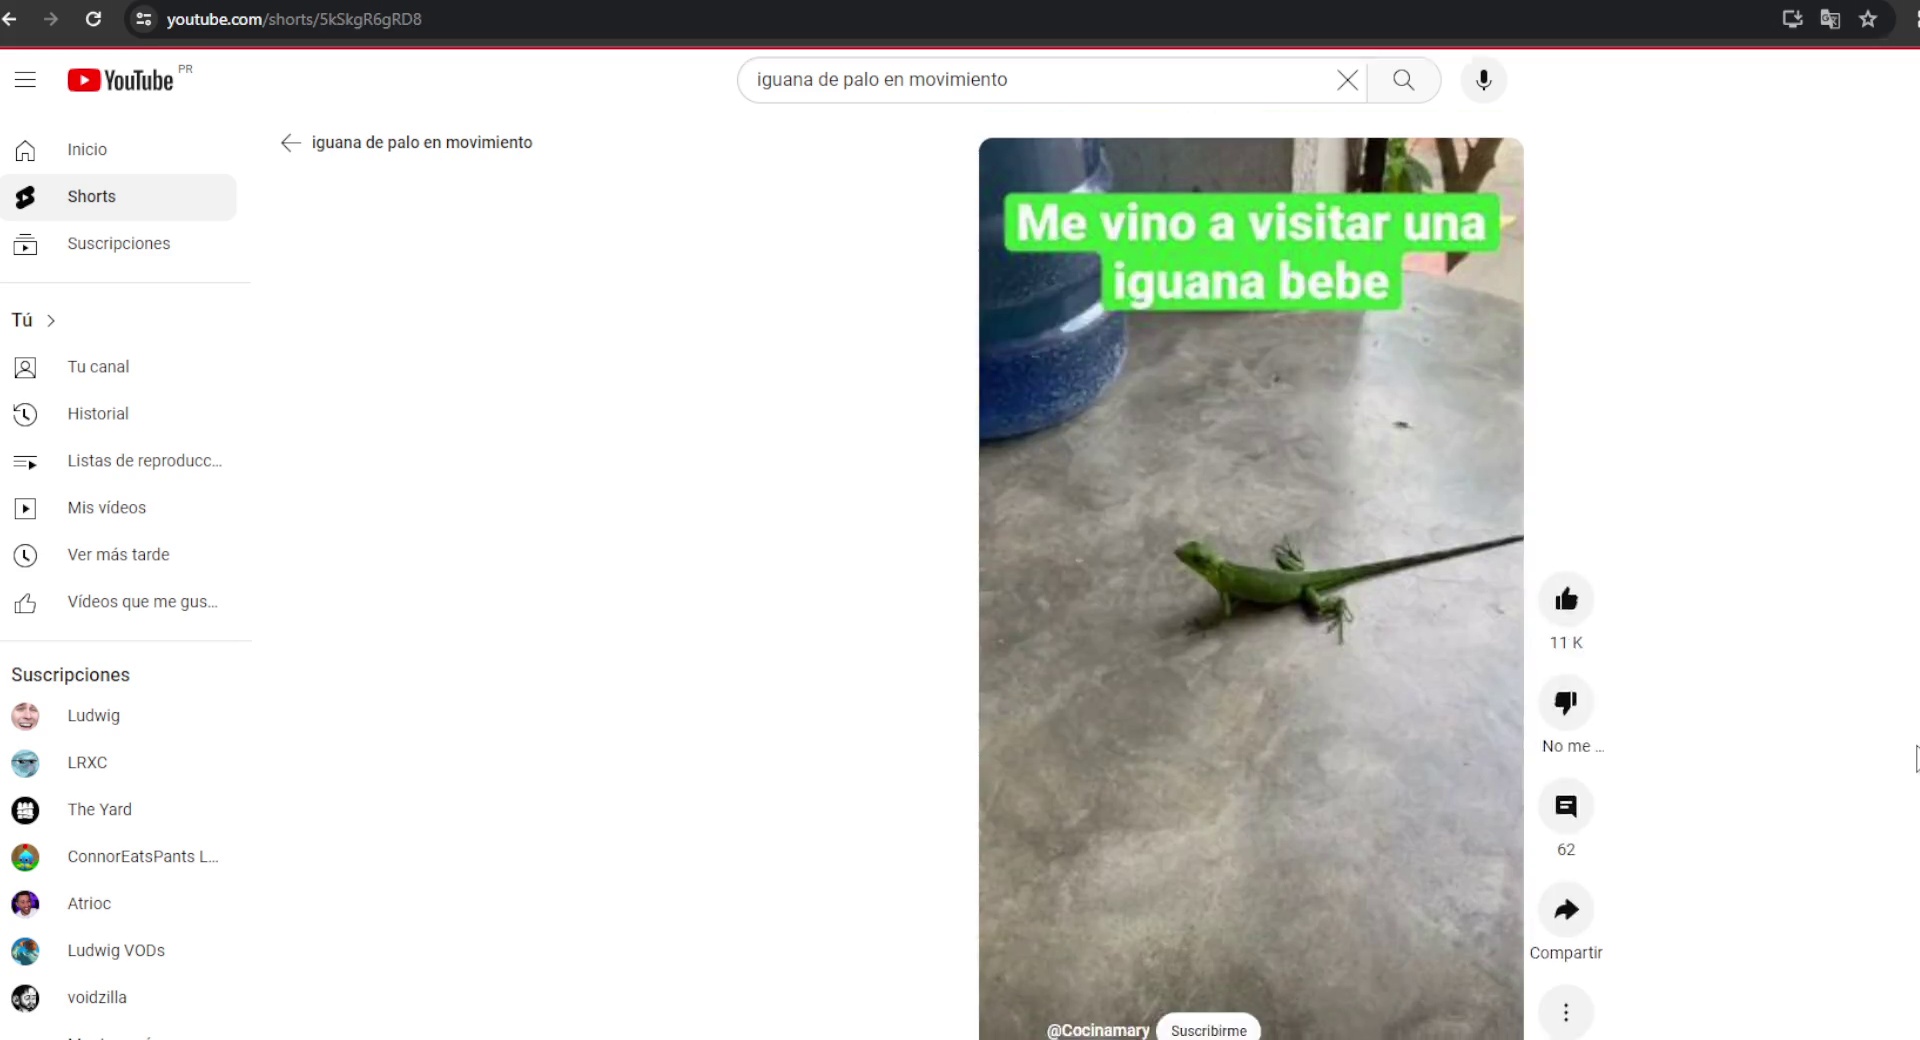 youtube.com/shorts/5kSkgR6gRD8
YouTube PR
iguana de palo en movimiento
Inicio
Shorts
Suscripciones
Tú
Tu canal
Historial
Listas de reproducc...
Mis vídeos
Ver más tarde
Vídeos que me gus...
Suscripciones
Ludwig
LRXC
The Yard
ConnorEatsPants L...
Atrioc
Ludwig VODs
voidzilla
iguana de palo en movimiento
Me vino a visitar una
iguana bebe
@Cocinamary Suscribirme
11 K
No me ...
62
Compartir